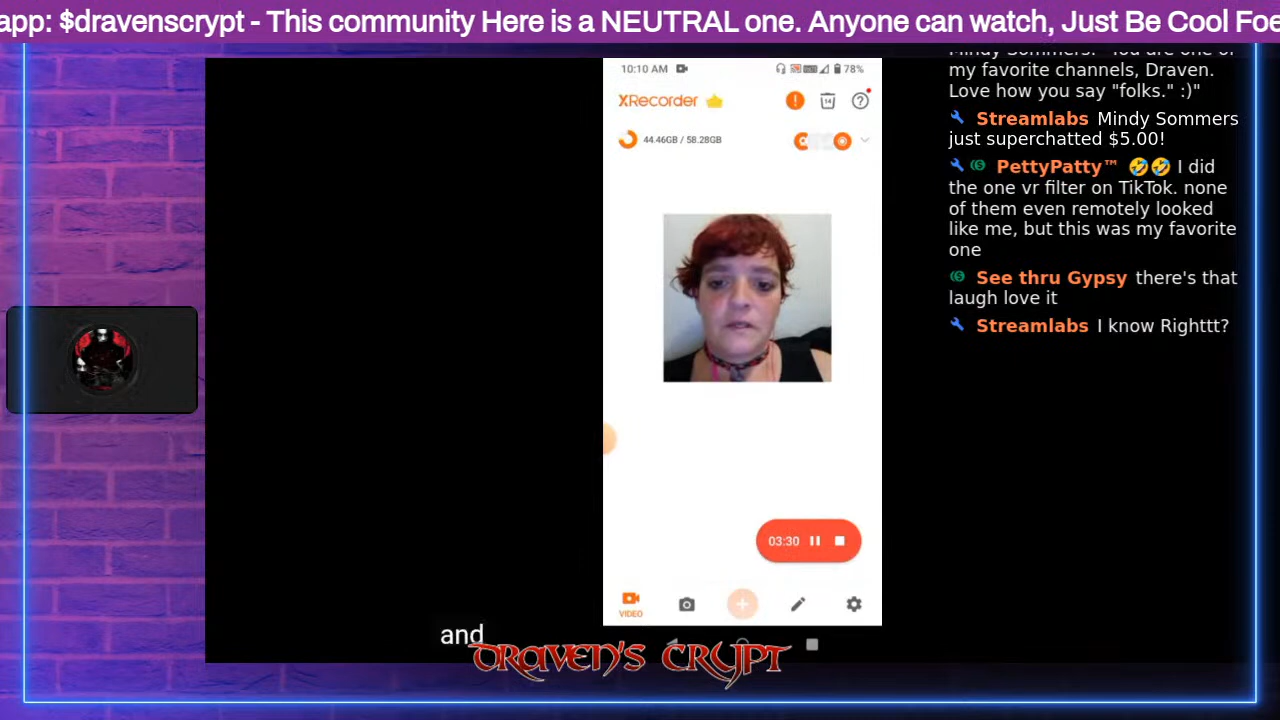 app: $dravenscrypt - This community Here is a NEUTRAL one. Anyone can watch, Just Be Cool Foe
my favorite channels, Draven.
Love how you say "folks." :)"
Streamlabs Mindy Sommers
just superchatted $5.00!
PettyPatty™ 🤣🤣 I did
the one vr filter on TikTok. none
of them even remotely looked
like me, but this was my favorite
one
See thru Gypsy there's that
laugh love it
Streamlabs I know Righttt?
10:10 AM 78%
XRecorder
14
44.46GB / 58.28GB
03:30
VIDEO
and
DRAVEN'S CRYPT